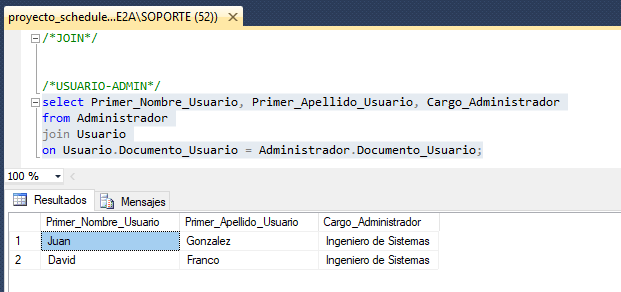 proyecto_schedule...E2A\SOPORTE (52))
/*JOIN*/
/*USUARIO-ADMIN*/
select Primer_Nombre_Usuario, Primer_Apellido_Usuario, Cargo_Administrador
from Administrador
join Usuario
on Usuario.Documento_Usuario = Administrador.Documento_Usuario;
100 %
Resultados Mensajes
Primer_Nombre_Usuario Primer_Apellido_Usuario Cargo_Administrador
1 Juan Gonzalez Ingeniero de Sistemas
2 David Franco Ingeniero de Sistemas